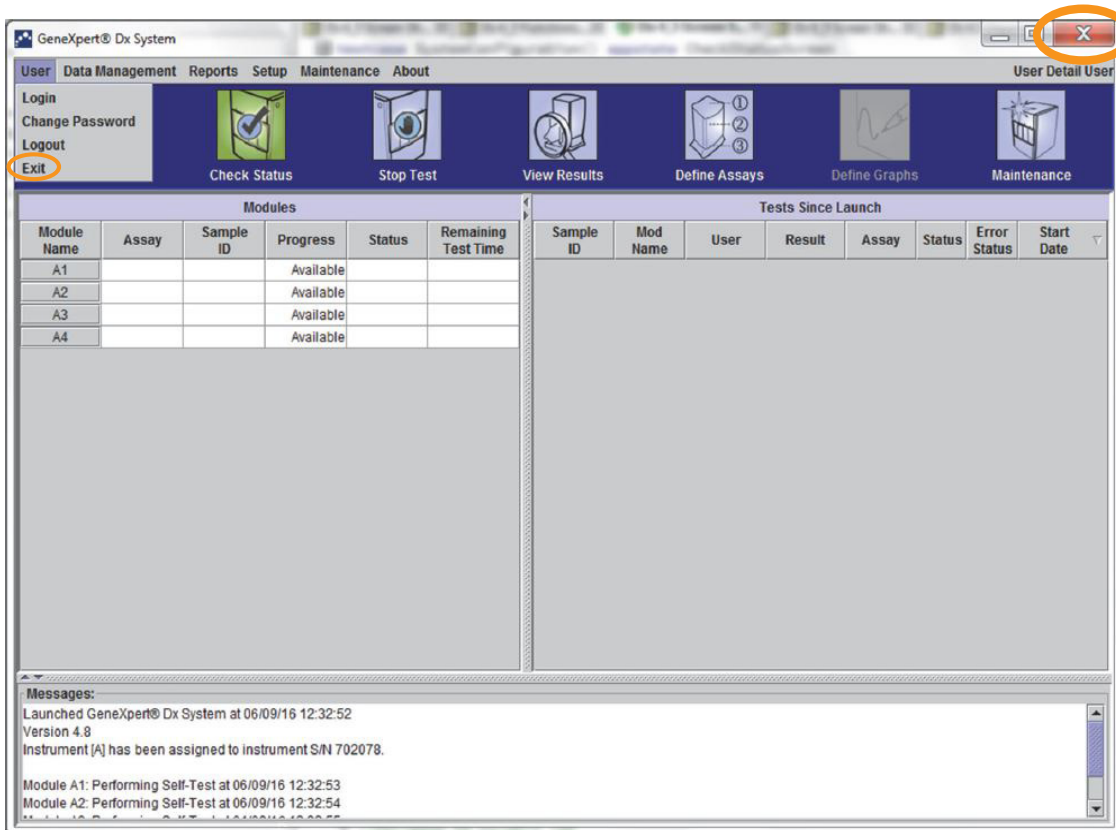 GeneXpert® Dx System
X
User Data Management Reports Setup Maintenance About
User Detail User
Login
Change Password
Logout
Exit
Check Status
Stop Test
View Results
① ② ③
Define Assays
Define Graphs
Maintenance
Modules
Module Name Assay Sample ID Progress Status Remaining Test Time
A1 Available
A2 Available
A3 Available
A4 Available
Tests Since Launch
Sample ID Mod Name User Result Assay Status Error Status Start Date
Messages:
Launched GeneXpert® Dx System at 06/09/16 12:32:52
Version 4.8
Instrument [A] has been assigned to instrument S/N 702078.
Module A1: Performing Self-Test at 06/09/16 12:32:53
Module A2: Performing Self-Test at 06/09/16 12:32:54